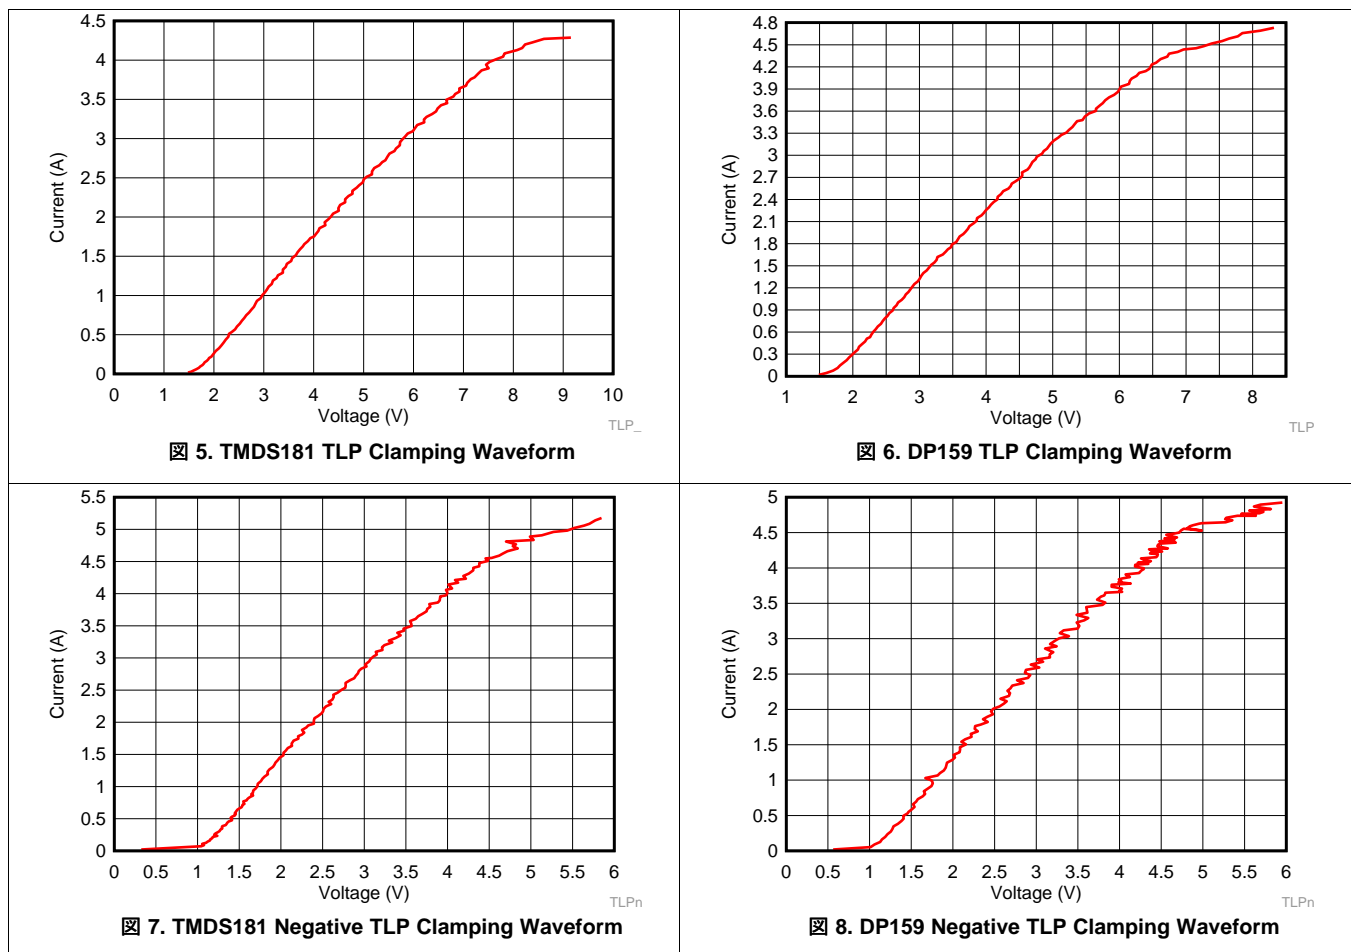 4.5
4
3.5
3
2.5
2
1.5
1
0.5
0
Current (A)
0 1 2 3 4 5 6 7 8 9 10
Voltage (V)
TLP_
図 5. TMDS181 TLP Clamping Waveform
4.8
4.5
4.2
3.9
3.6
3.3
3
2.7
2.4
2.1
1.8
1.5
1.2
0.9
0.6
0.3
0
Current (A)
1 2 3 4 5 6 7 8
Voltage (V)
TLP
図 6. DP159 TLP Clamping Waveform
5.5
5
4.5
4
3.5
3
2.5
2
1.5
1
0.5
0
Current (A)
0 0.5 1 1.5 2 2.5 3 3.5 4 4.5 5 5.5 6
Voltage (V)
TLPn
図 7. TMDS181 Negative TLP Clamping Waveform
5
4.5
4
3.5
3
2.5
2
1.5
1
0.5
0
Current (A)
0 0.5 1 1.5 2 2.5 3 3.5 4 4.5 5 5.5 6
Voltage (V)
TLPn
図 8. DP159 Negative TLP Clamping Waveform